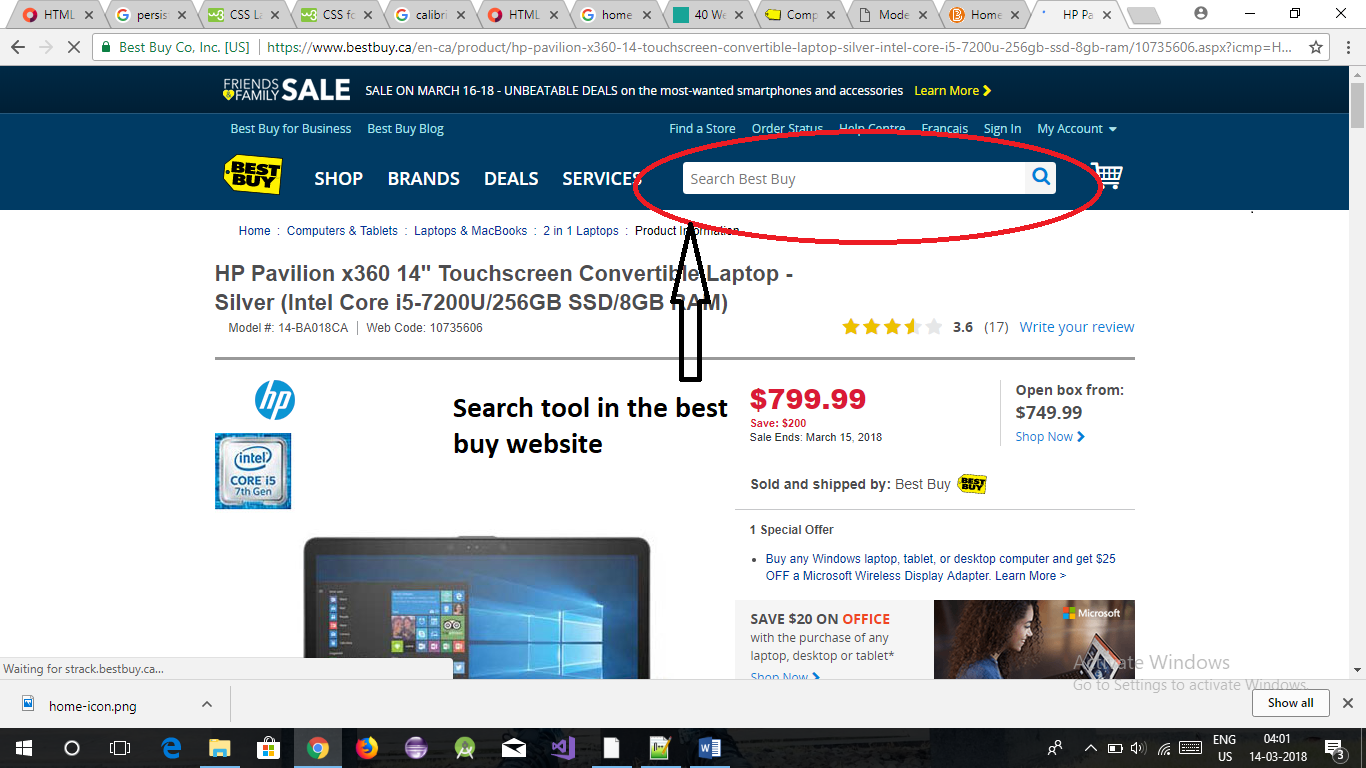 HTML
persis
CSS L
CSS fo
calibri
HTML
home
40 We
Comp
Mode
Home
HP Pa
Best Buy Co, Inc. [US]
https://www.bestbuy.ca/en-ca/product/hp-pavilion-x360-14-touchscreen-convertible-laptop-silver-intel-core-i5-7200u-256gb-ssd-8gb-ram/10735606.aspx?icmp=H...
FRIENDS & FAMILY SALE
SALE ON MARCH 16-18 - UNBEATABLE DEALS on the most-wanted smartphones and accessories Learn More
Best Buy for Business Best Buy Blog
Find a Store Order Status Help Centre Français Sign In My Account
BEST BUY
SHOP BRANDS DEALS SERVICES
Search Best Buy
Home : Computers & Tablets : Laptops & MacBooks : 2 in 1 Laptops : Product Information
HP Pavilion x360 14" Touchscreen Convertible Laptop -
Silver (Intel Core i5-7200U/256GB SSD/8GB RAM)
Model #: 14-BA018CA | Web Code: 10735606
3.6 (17) Write your review
hp
intel
CORE i5
7th Gen
Search tool in the best
buy website
$799.99
Save: $200
Sale Ends: March 15, 2018
Open box from:
$749.99
Shop Now
Sold and shipped by: Best Buy BEST BUY
1 Special Offer
• Buy any Windows laptop, tablet, or desktop computer and get $25
OFF a Microsoft Wireless Display Adapter. Learn More >
SAVE $20 ON OFFICE
with the purchase of any
laptop, desktop or tablet*
Shop Now
Microsoft
Activate Windows
Go to Settings to activate Windows.
Waiting for strack.bestbuy.ca...
home-icon.png
Show all
ENG
US
04:01
14-03-2018
3